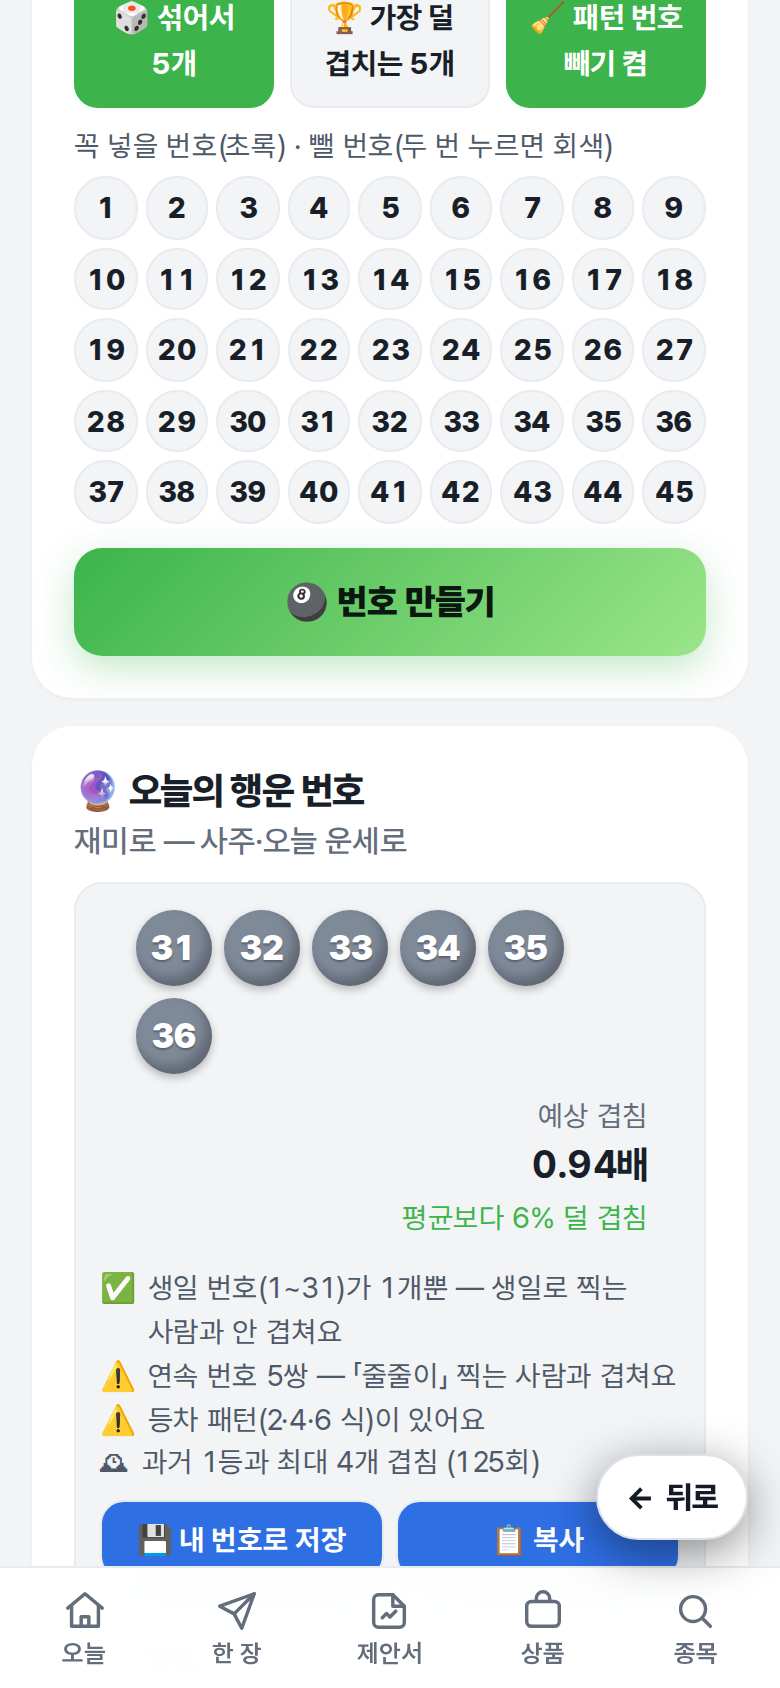 🎲 섞어서
5개
🏆 가장 덜
겹치는 5개
🧹 패턴 번호
빼기 켬
꼭 넣을 번호(초록) · 뺄 번호(두 번 누르면 회색)
1 2 3 4 5 6 7 8 9
10 11 12 13 14 15 16 17 18
19 20 21 22 23 24 25 26 27
28 29 30 31 32 33 34 35 36
37 38 39 40 41 42 43 44 45
🎱 번호 만들기
🔮 오늘의 행운 번호
재미로 — 사주·오늘 운세로
31 32 33 34 35
36
예상 겹침
0.94배
평균보다 6% 덜 겹침
✅ 생일 번호(1~31)가 1개뿐 — 생일로 찍는
사람과 안 겹쳐요
⚠️ 연속 번호 5쌍 — 「줄줄이」 찍는 사람과 겹쳐요
⚠️ 등차 패턴(2·4·6 식)이 있어요
🕰 과거 1등과 최대 4개 겹침 (125회)
💾 내 번호로 저장
📋 복사
← 뒤로
오늘 한 장 제안서 상품 종목